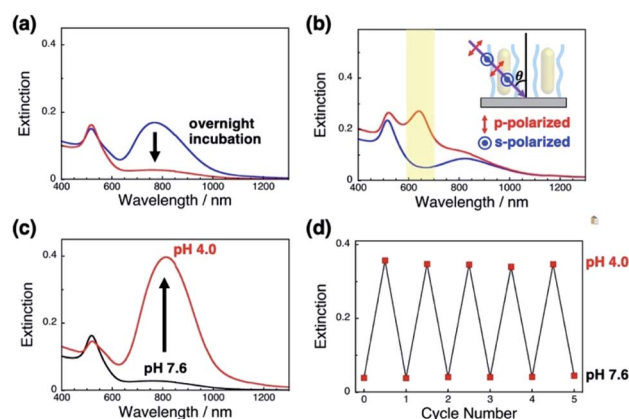 (a)
0.4
0.2
0
Extinction
overnight
incubation
400 600 800 1000 1200
Wavelength / nm
(b)
0.4
0.2
0
Extinction
θ
p-polarized
s-polarized
400 600 800 1000 1200
Wavelength / nm
(c)
0.4
0.2
0
Extinction
pH 4.0
pH 7.6
400 600 800 1000 1200
Wavelength / nm
(d)
0.4
0.2
0
Extinction
pH 4.0
pH 7.6
0 1 2 3 4 5
Cycle Number